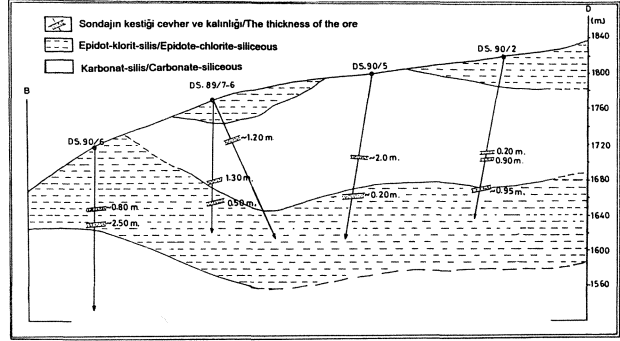 Sondajın kestiği cevher ve kalınlığı/The thickness of the ore
Epidot-klorit-silis/Epidote-chlorite-siliceous
Karbonat-silis/Carbonate-siliceous
B
D
(m)
1840
1800
1760
1720
1680
1640
1600
1560
DS.90/6
DS.89/7-6
DS.90/5
DS.90/2
~0.80 m.
~2.50 m.
~1.20 m.
1.30 m.
0.50 m.
~2.0 m.
~0.20 m.
0.20 m.
0.90 m.
~0.95 m.